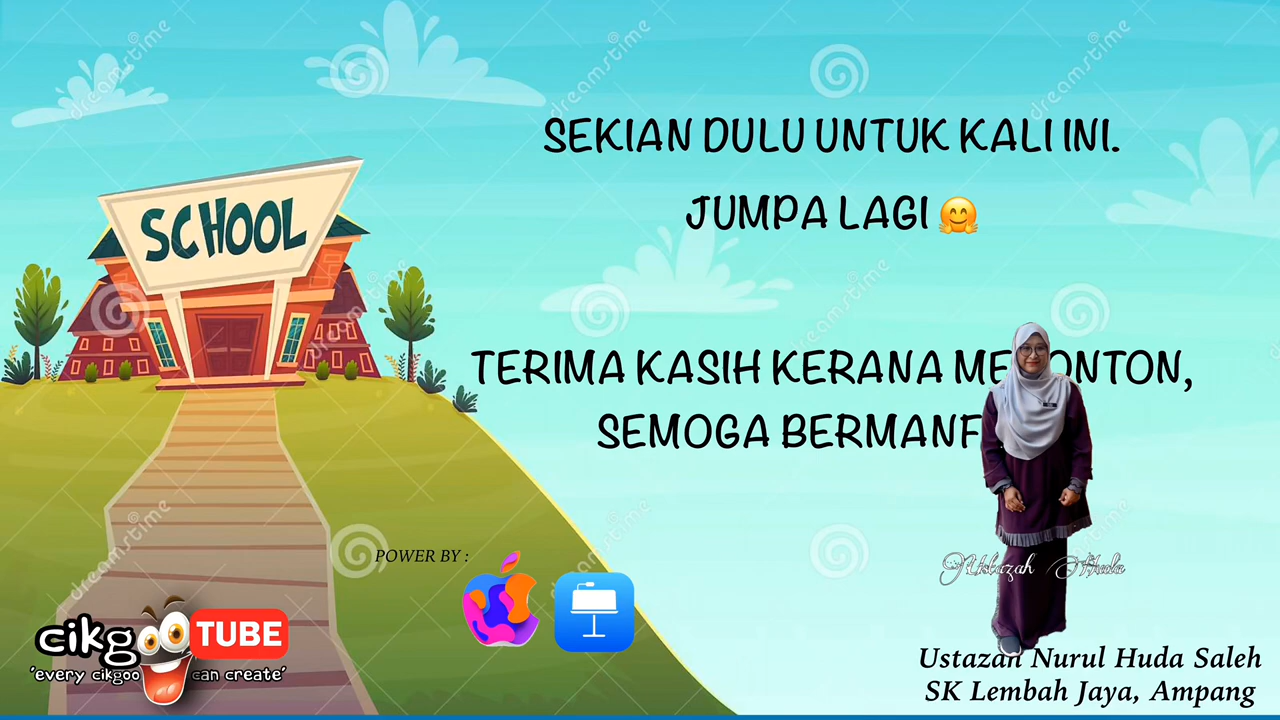 SEKIAN DULU UNTUK KALI INI.
JUMPA LAGI 🤗
SCHOOL
TERIMA KASIH KERANA ME ONTON,
SEMOGA BERMANF
POWER BY :
Ustazah Huda
cikgoo TUBE
'every cikgoo can create'
Ustazah Nurul Huda Saleh
SK Lembah Jaya, Ampang
dreamstime